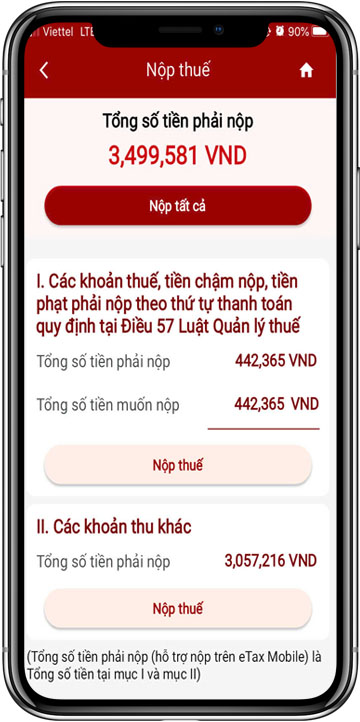 Viettel LTE 90%
Nộp thuế
Tổng số tiền phải nộp
3,499,581 VND
Nộp tất cả
I. Các khoản thuế, tiền chậm nộp, tiền
phạt phải nộp theo thứ tự thanh toán
quy định tại Điều 57 Luật Quản lý thuế
Tổng số tiền phải nộp 442,365 VND
Tổng số tiền muốn nộp 442,365 VND
Nộp thuế
II. Các khoản thu khác
Tổng số tiền phải nộp 3,057,216 VND
Nộp thuế
(Tổng số tiền phải nộp (hỗ trợ nộp trên eTax Mobile) là
Tổng số tiền tại mục I và mục II)